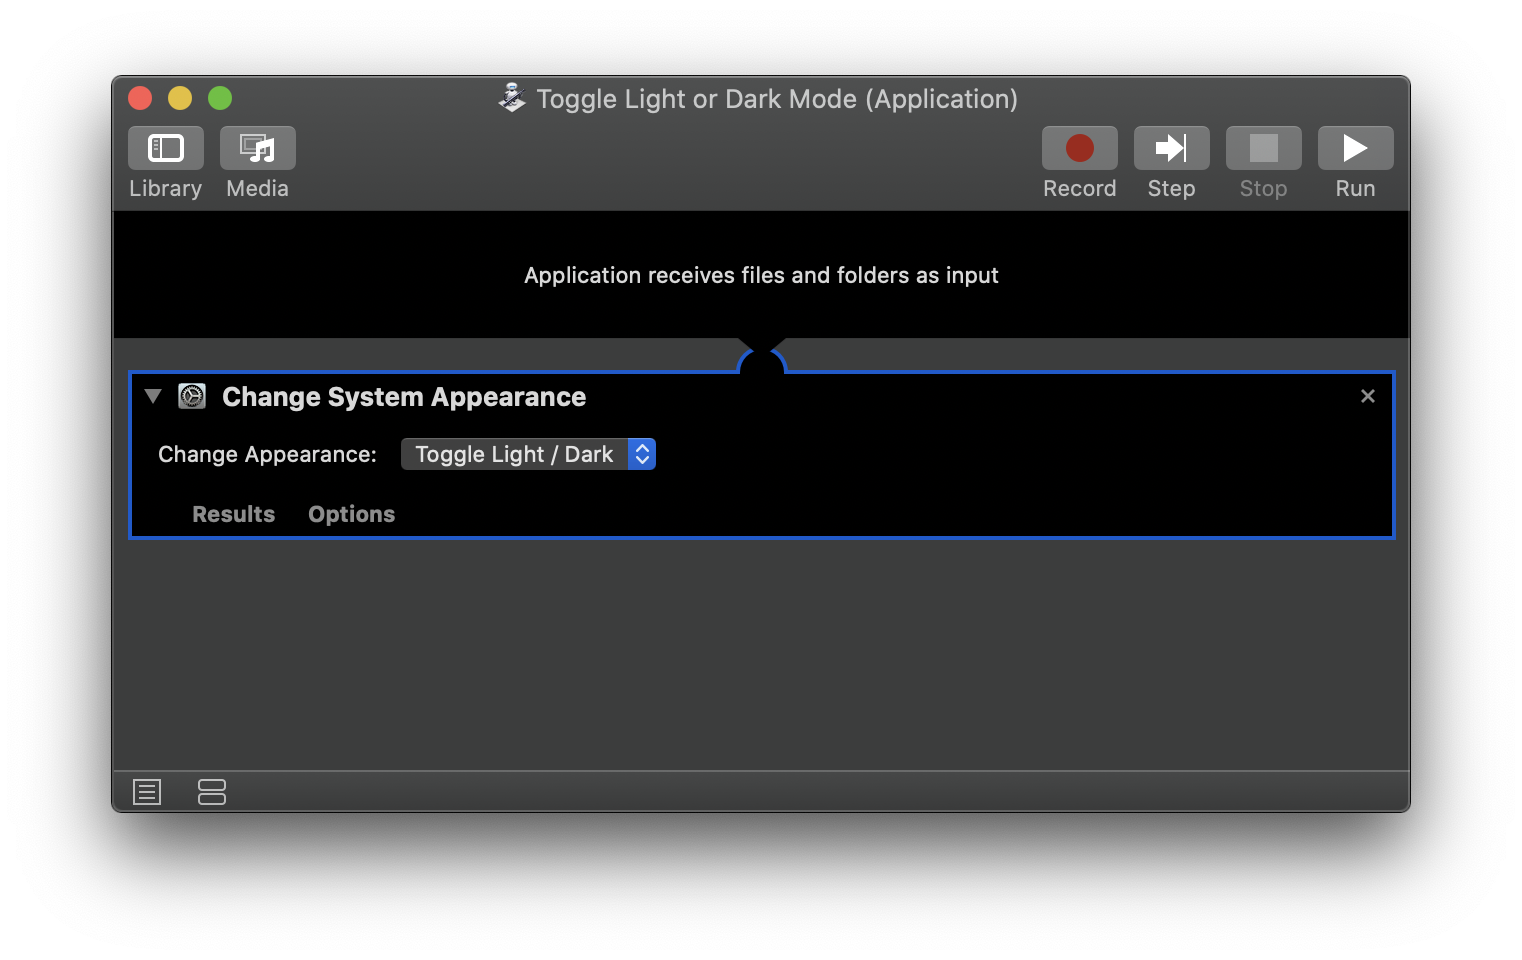 Toggle Light or Dark Mode (Application)
Library Media Record Step Stop Run
Application receives files and folders as input
Change System Appearance
Change Appearance: Toggle Light / Dark
Results Options